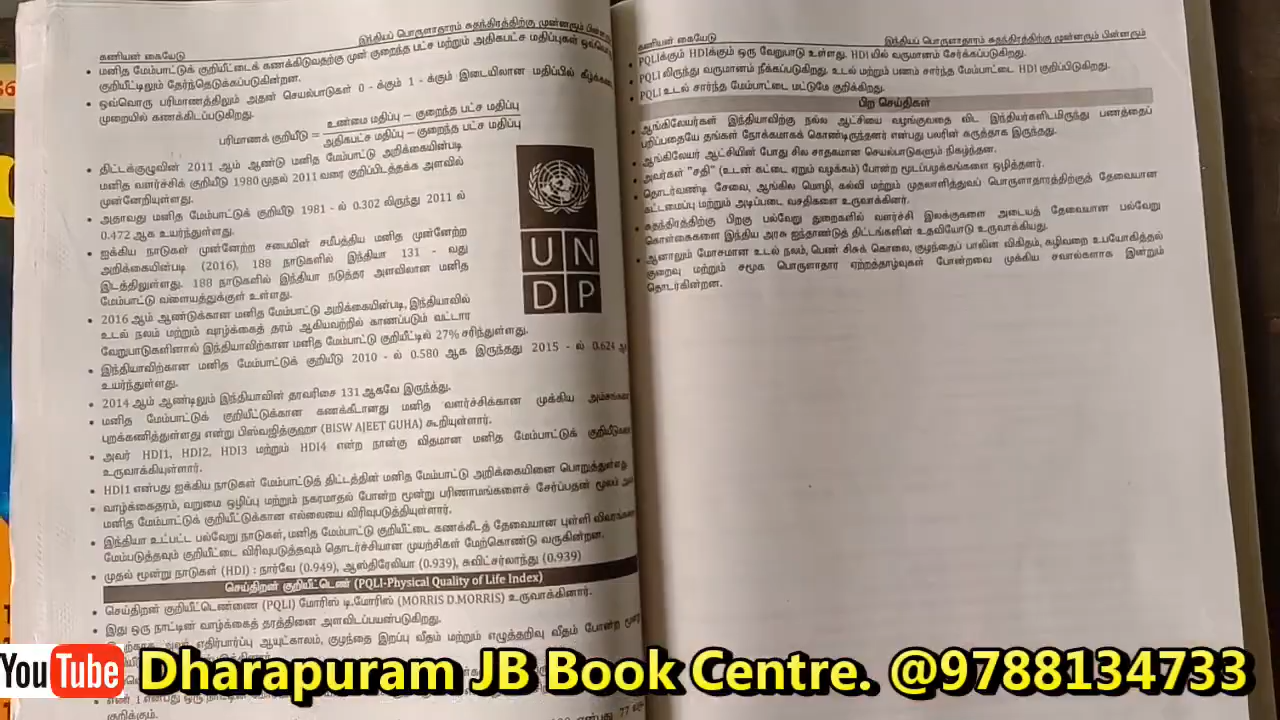 கணியன் கையேடு
இந்தியப் பொருளாதாரம் சுதந்திரத்திற்கு முன்னரும் பின்னரும்
• மனித மேம்பாட்டுக் குறியீட்டைக் கணக்கிடுவதற்கு முன் குறைந்த பட்ச மற்றும் அதிகபட்ச மதிப்புகள்
குறியீட்டிலும் தேர்ந்தெடுக்கப்படுகின்றன.
• ஒவ்வொரு பரிமாணத்திலும் அதன் செயல்பாடுகள் 0 - க்கும் 1 - க்கும் இடையிலான மதிப்பில்
முறையில் கணக்கிடப்படுகிறது.
உண்மை மதிப்பு – குறைந்த பட்ச மதிப்பு
பரிமாணக் குறியீடு =
அதிகபட்ச மதிப்பு – குறைந்த பட்ச மதிப்பு
• திட்டக்குழுவின் 2011 ஆம் ஆண்டு மனித மேம்பாட்டு அறிக்கையின்படி
மனித வளர்ச்சிக் குறியீடு 1980 முதல் 2011 வரை குறிப்பிடத்தக்க அளவில்
முன்னேறியுள்ளது.
• அதாவது மனித மேம்பாட்டுக் குறியீடு 1981 - ல் 0.302 லிருந்து 2011 ல்
0.472 ஆக உயர்ந்துள்ளது.
• ஐக்கிய நாடுகள் முன்னேற்ற சபையின் சமீபத்திய மனித முன்னேற்ற
அறிக்கையின்படி (2016), 188 நாடுகளில் இந்தியா 131 - வது
இடத்திலுள்ளது. 188 நாடுகளில் இந்தியா நடுத்தர அளவிலான மனித
மேம்பாட்டு வளையத்துக்குள் உள்ளது.
UN
DP
• 2016 ஆம் ஆண்டுக்கான மனித மேம்பாட்டு அறிக்கையின்படி, இந்தியாவில்
உடல் நலம் மற்றும் வாழ்க்கைத் தரம் ஆகியவற்றில் காணப்படும் வட்டார
வேறுபாடுகளினால் இந்தியாவிற்கான மனித மேம்பாட்டு குறியீட்டில் 27% சரிந்துள்ளது.
• இந்தியாவிற்கான மனித மேம்பாட்டுக் குறியீடு 2010 - ல் 0.580 ஆக இருந்தது 2015 - ல் 0.624
உயர்ந்துள்ளது.
• 2014 ஆம் ஆண்டிலும் இந்தியாவின் தரவரிசை 131 ஆகவே இருந்தது.
• மனித மேம்பாட்டுக் குறியீட்டுக்கான கணக்கீடானது மனித வளர்ச்சிக்கான முக்கிய
புறக்கணித்துள்ளது என்று பிஸ்வஜித்குஹா (BISW AJEET GUHA) கூறியுள்ளார்.
• அவர் HDI1, HDI2, HDI3 மற்றும் HDI4 என்ற நான்கு விதமான மனித மேம்பாட்டுக்
உருவாக்கியுள்ளார்.
• HDI1 என்பது ஐக்கிய நாடுகள் மேம்பாட்டுத் திட்டத்தின் மனித மேம்பாட்டு அறிக்கையினை பொறுத்துள்ளது
• வாழ்க்கைதரம், வறுமை ஒழிப்பு மற்றும் நகரமாதல் போன்ற மூன்று பரிணாமங்களைச் சேர்ப்பதன் மூலம்
மனித மேம்பாட்டுக் குறியீட்டுக்கான எல்லையை விரிவுபடுத்தியுள்ளார்.
• இந்தியா உட்பட்ட பல்வேறு நாடுகள், மனித மேம்பாட்டு குறியீட்டை கணக்கிடத் தேவையான புள்ளி
மேம்படுத்தவும் குறியீட்டை விரிவுபடுத்தவும் தொடர்ச்சியான முயற்சிகள் மேற்கொண்டு வருகின்றன.
• முதல் மூன்று நாடுகள் (HDI) : நார்வே (0.949), ஆஸ்திரேலியா (0.939), சுவிட்சர்லாந்து (0.939)
செய்திறன் குறியீட்டெண் (PQLI-Physical Quality of Life Index)
• செய்திறன் குறியீட்டெண்ணை (PQLI) மோரிஸ் டி.மோரிஸ் (MORRIS D.MORRIS) உருவாக்கினார்.
• இது ஒரு நாட்டின் வாழ்க்கைத் தரத்தினை அளவிடப்பயன்படுகிறது.
அவர் எதிர்பார்ப்பு ஆயுட்காலம், குழந்தை இறப்பு வீதம் மற்றும் எழுத்தறிவு வீதம் போன்ற
குறிக்கும்.
கணியன் கையேடு
இந்தியப் பொருளாதாரம் சுதந்திரத்திற்கு முன்னரும் பின்னரும்
• PQLIக்கும் HDIக்கும் ஒரு வேறுபாடு உள்ளது. HDI யில் வருமானம் சேர்க்கப்படுகிறது.
• PQLI லிருந்து வருமானம் நீக்கப்படுகிறது. உடல் மற்றும் பணம் சார்ந்த மேம்பாட்டை HDI குறிப்பிடுகிறது.
• PQLI உடல் சார்ந்த மேம்பாட்டை மட்டுமே குறிக்கிறது.
பிற செய்திகள்
• ஆங்கிலேயர்கள் இந்தியாவிற்கு நல்ல ஆட்சியை வழங்குவதை விட இந்தியர்களிடமிருந்து பணத்தைப்
பறிப்பதையே தங்கள் நோக்கமாகக் கொண்டிருந்தனர் என்பது பலரின் கருத்தாக இருந்தது.
• ஆங்கிலேயர் ஆட்சியின் போது சில சாதகமான செயல்பாடுகளும் நிகழ்ந்தன.
• அவர்கள் "சதி" (உடன் கட்டை ஏறும் வழக்கம்) போன்ற மூடப்பழக்கங்களை ஒழித்தனர்.
• தொடர்வண்டி சேவை, ஆங்கில மொழி, கல்வி மற்றும் முதலாளித்துவப் பொருளாதாரத்திற்குத் தேவையான
கட்டமைப்பு மற்றும் அடிப்படை வசதிகளை உருவாக்கினர்.
• சுதந்திரத்திற்கு பிறகு பல்வேறு துறைகளில் வளர்ச்சி இலக்குகளை அடையத் தேவையான பல்வேறு
கொள்கைகளை இந்திய அரசு ஐந்தாண்டுத் திட்டங்களின் உதவியோடு உருவாக்கியது.
• ஆனாலும் மோசமான உடல் நலம், பெண் சிசுக் கொலை, குழந்தைப் பாலின விகிதம், கழிவறை உபயோகித்தல்
குறைவு மற்றும் சமூக பொருளாதார ஏற்றத்தாழ்வுகள் போன்றவை முக்கிய சவால்களாக இன்றும்
தொடர்கின்றன.
YouTube Dharapuram JB Book Centre. @9788134733